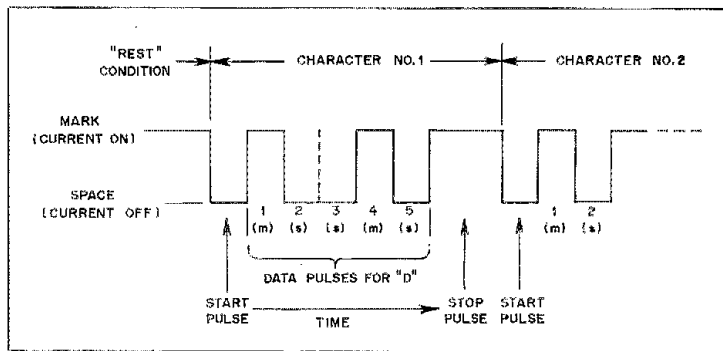 "REST"
CONDITION
CHARACTER NO.1
CHARACTER NO.2
MARK
(CURRENT ON)
SPACE
(CURRENT OFF)
1 2 3 4 5 1 2
(m) (s) (s) (m) (s) (m) (s)
DATA PULSES FOR "D"
START
PULSE
TIME
STOP
PULSE
START
PULSE